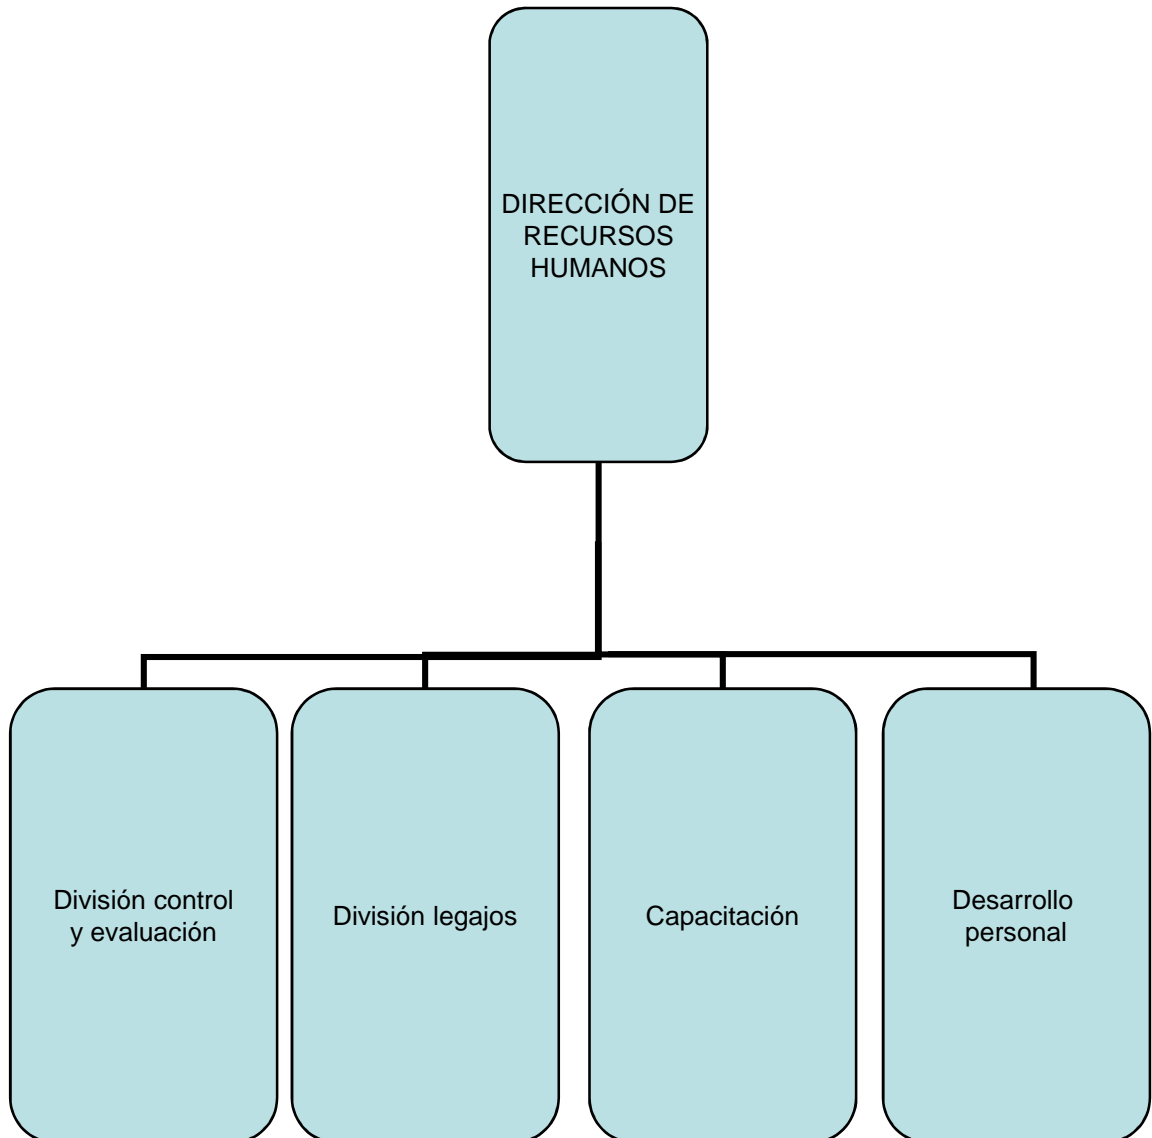 DIRECCIÓN DE
RECURSOS
HUMANOS
División control
y evaluación
División legajos
Capacitación
Desarrollo
personal